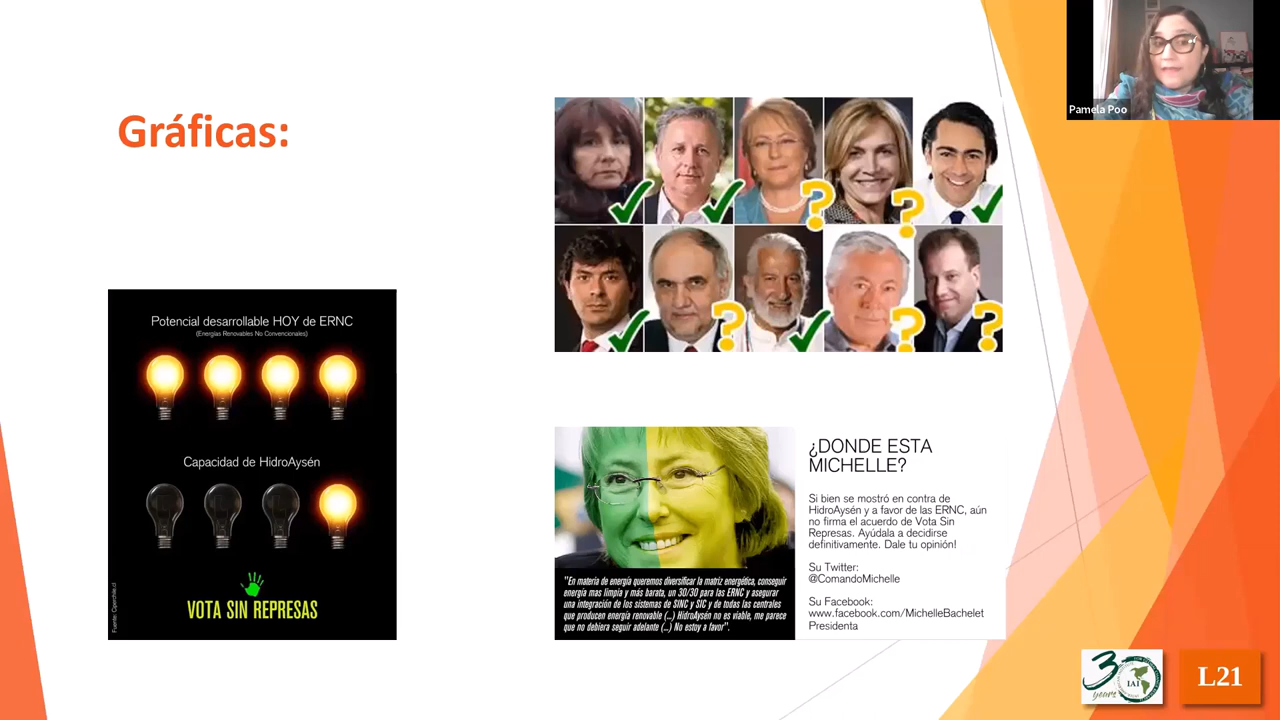 Gráficas:
Pamela Poo
Potencial desarrollable HOY de ERNC
(Energías Renovables No Convencionales)
Capacidad de HidroAysén
VOTA SIN REPRESAS
¿DONDE ESTA
MICHELLE?
Si bien se mostró en contra de
HidroAysén y a favor de las ERNC, aún
no firma el acuerdo de Vota Sin
Represas. Ayúdala a decidirse
definitivamente. Dale tu opinión!
Su Twitter:
@ComandoMichelle
Su Facebook:
www.facebook.com/MichelleBachelet
Presidenta
"En materia de energía queremos diversificar la matriz energética, conseguir
energía mas limpia y más barata, un 30/30 para las ERNC y asegurar
una integración de los sistemas de SINC y SIC y de todas las centrales
que producen energía renovable (...) HidroAysén no es viable, me parece
que no debiera seguir adelante (...) No estoy a favor".
30
years
IAI
L21